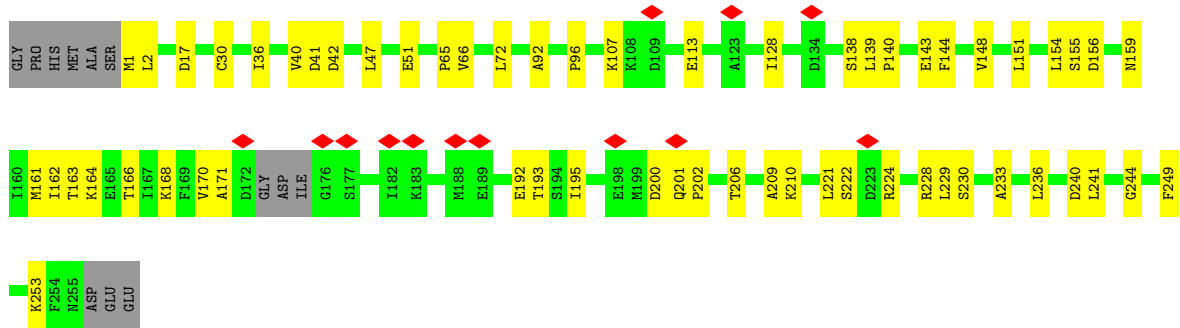 GLY PRO HIS MET ALA SER M1 L2 D17 C30 I36 V40 D41 D42 L47 E51 P65 V66 L72 A92 P96 K107 K108 D109 E113 A123 I128 D134 S138 L139 P140 E143 F144 V148 L151 L154 S155 D156 N159
I160 M161 I162 T163 K164 E165 T166 I167 K168 F169 V170 A171 D172 GLY ASP ILE G176 S177 I182 K183 M188 E189 E192 T193 S194 I195 E198 M199 D200 Q201 P202 T206 A209 K210 L221 S222 D223 R224 R228 L229 S230 A233 L236 D240 L241 G244 F249
K253 F254 N255 ASP GLU GLU